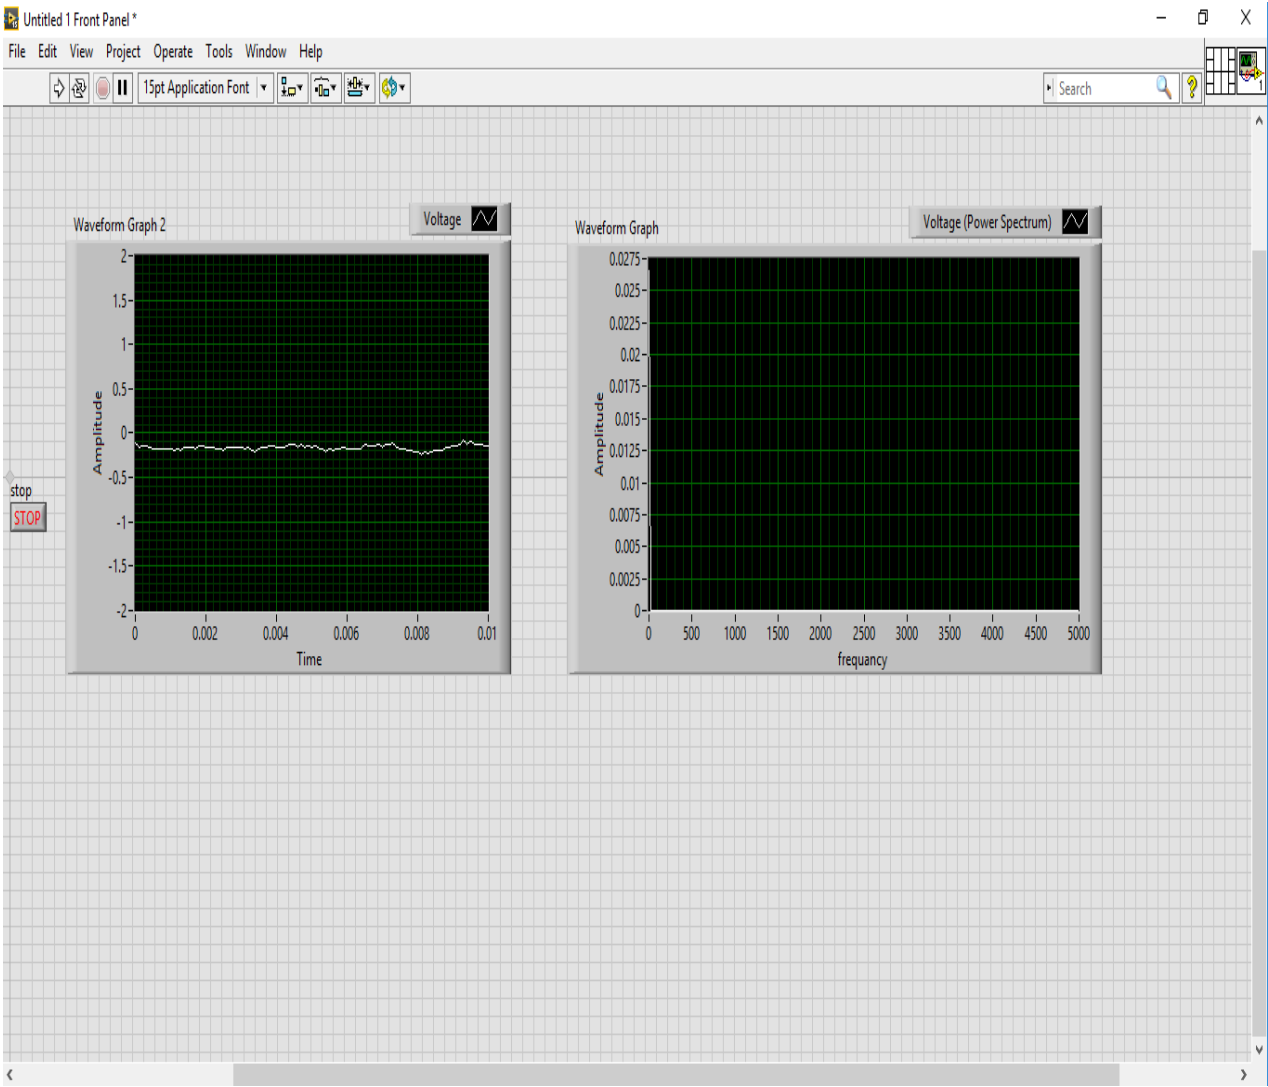 Untitled 1 Front Panel *
File Edit View Project Operate Tools Window Help
15pt Application Font
Search
1
Waveform Graph 2
Voltage
2
1.5
1
0.5
0
-0.5
-1
-1.5
-2
Amplitude
0 0.002 0.004 0.006 0.008 0.01
Time
stop
STOP
Waveform Graph
Voltage (Power Spectrum)
0.0275
0.025
0.0225
0.02
0.0175
0.015
0.0125
0.01
0.0075
0.005
0.0025
0
Amplitude
0 500 1000 1500 2000 2500 3000 3500 4000 4500 5000
frequancy